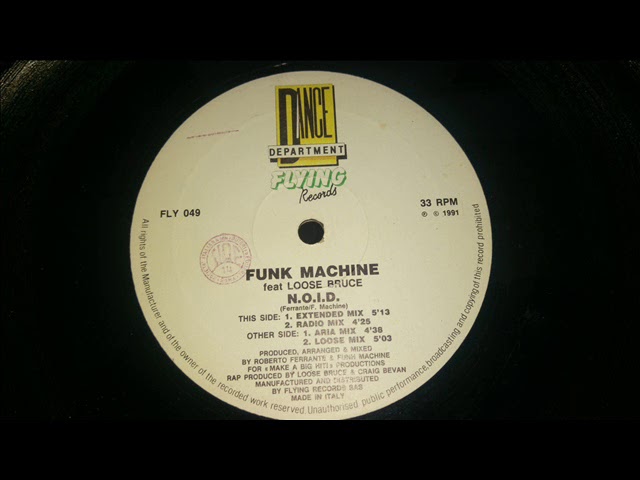 DANCE
DEPARTMENT
FLYING
Records
FLY 049
33 RPM
℗ © 1991
FUNK MACHINE
feat LOOSE BRUCE
N.O.I.D.
(Ferrante/F. Machine)
THIS SIDE: 1. EXTENDED MIX 5'13
2. RADIO MIX 4'25
OTHER SIDE: 1. ARIA MIX 4'38
2. LOOSE MIX 5'03
PRODUCED, ARRANGED & MIXED
BY ROBERTO FERRANTE & FUNK MACHINE
FOR «MAKE A BIG HIT!» PRODUCTIONS
RAP PRODUCED BY LOOSE BRUCE & CRAIG BEVAN
MANUFACTURED AND DISTRIBUTED
BY FLYING RECORDS SAS
MADE IN ITALY
All rights of the Manufacturer and of the owner of the recorded work reserved. Unauthorised public performance, broadcasting and copying of this record prohibited